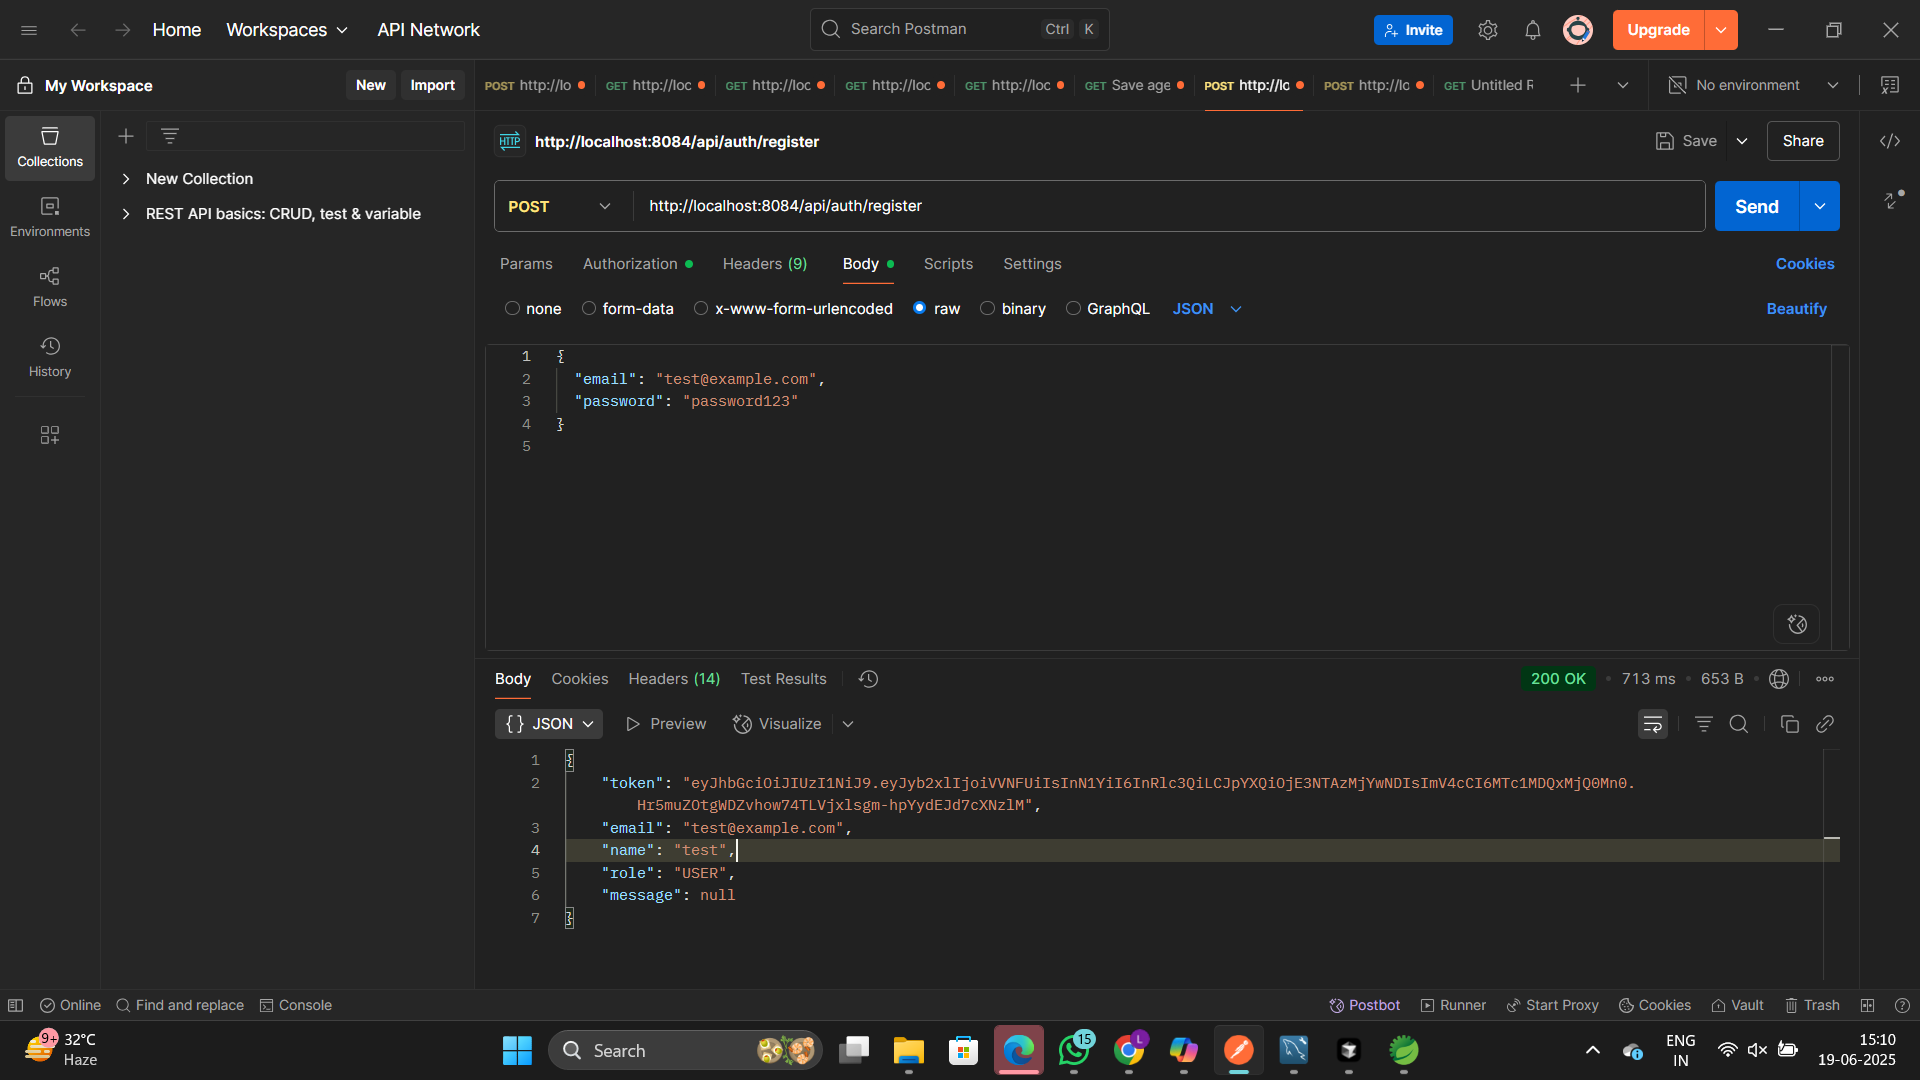 Home
Workspaces
API Network
Search Postman
Ctrl
K
Invite
Upgrade
My Workspace
New
Import
POST http://lo
GET http://loc
GET http://loc
GET http://loc
GET http://loc
GET Save age
POST http://lc
POST http://lc
GET Untitled R
No environment
Collections
Environments
Flows
History
New Collection
REST API basics: CRUD, test & variable
HTTP
http://localhost:8084/api/auth/register
Save
Share
POST
http://localhost:8084/api/auth/register
Send
Params
Authorization
Headers (9)
Body
Scripts
Settings
Cookies
none
form-data
x-www-form-urlencoded
raw
binary
GraphQL
JSON
Beautify
1 {
2 "email": "test@example.com",
3 "password": "password123"
4 }
5
Body
Cookies
Headers (14)
Test Results
200 OK
713 ms
653 B
{} JSON
Preview
Visualize
1 {
2 "token": "eyJhbGciOiJIUzI1NiJ9.eyJyb2xlIjoiVVNFUiIsInN1YiI6InRlc3QiLCJpYXQiOjE3NTAzMjYwNDIsImV4cCI6MTc1MDQxMjQ0Mn0.
Hr5muZOtgWDZvhow74TLVjxlsgm-hpYydEJd7cXNzlM",
3 "email": "test@example.com",
4 "name": "test",
5 "role": "USER",
6 "message": null
7 }
Online
Find and replace
Console
Postbot
Runner
Start Proxy
Cookies
Vault
Trash
9+
32°C
Haze
Search
15
L
ENG
IN
15:10
19-06-2025